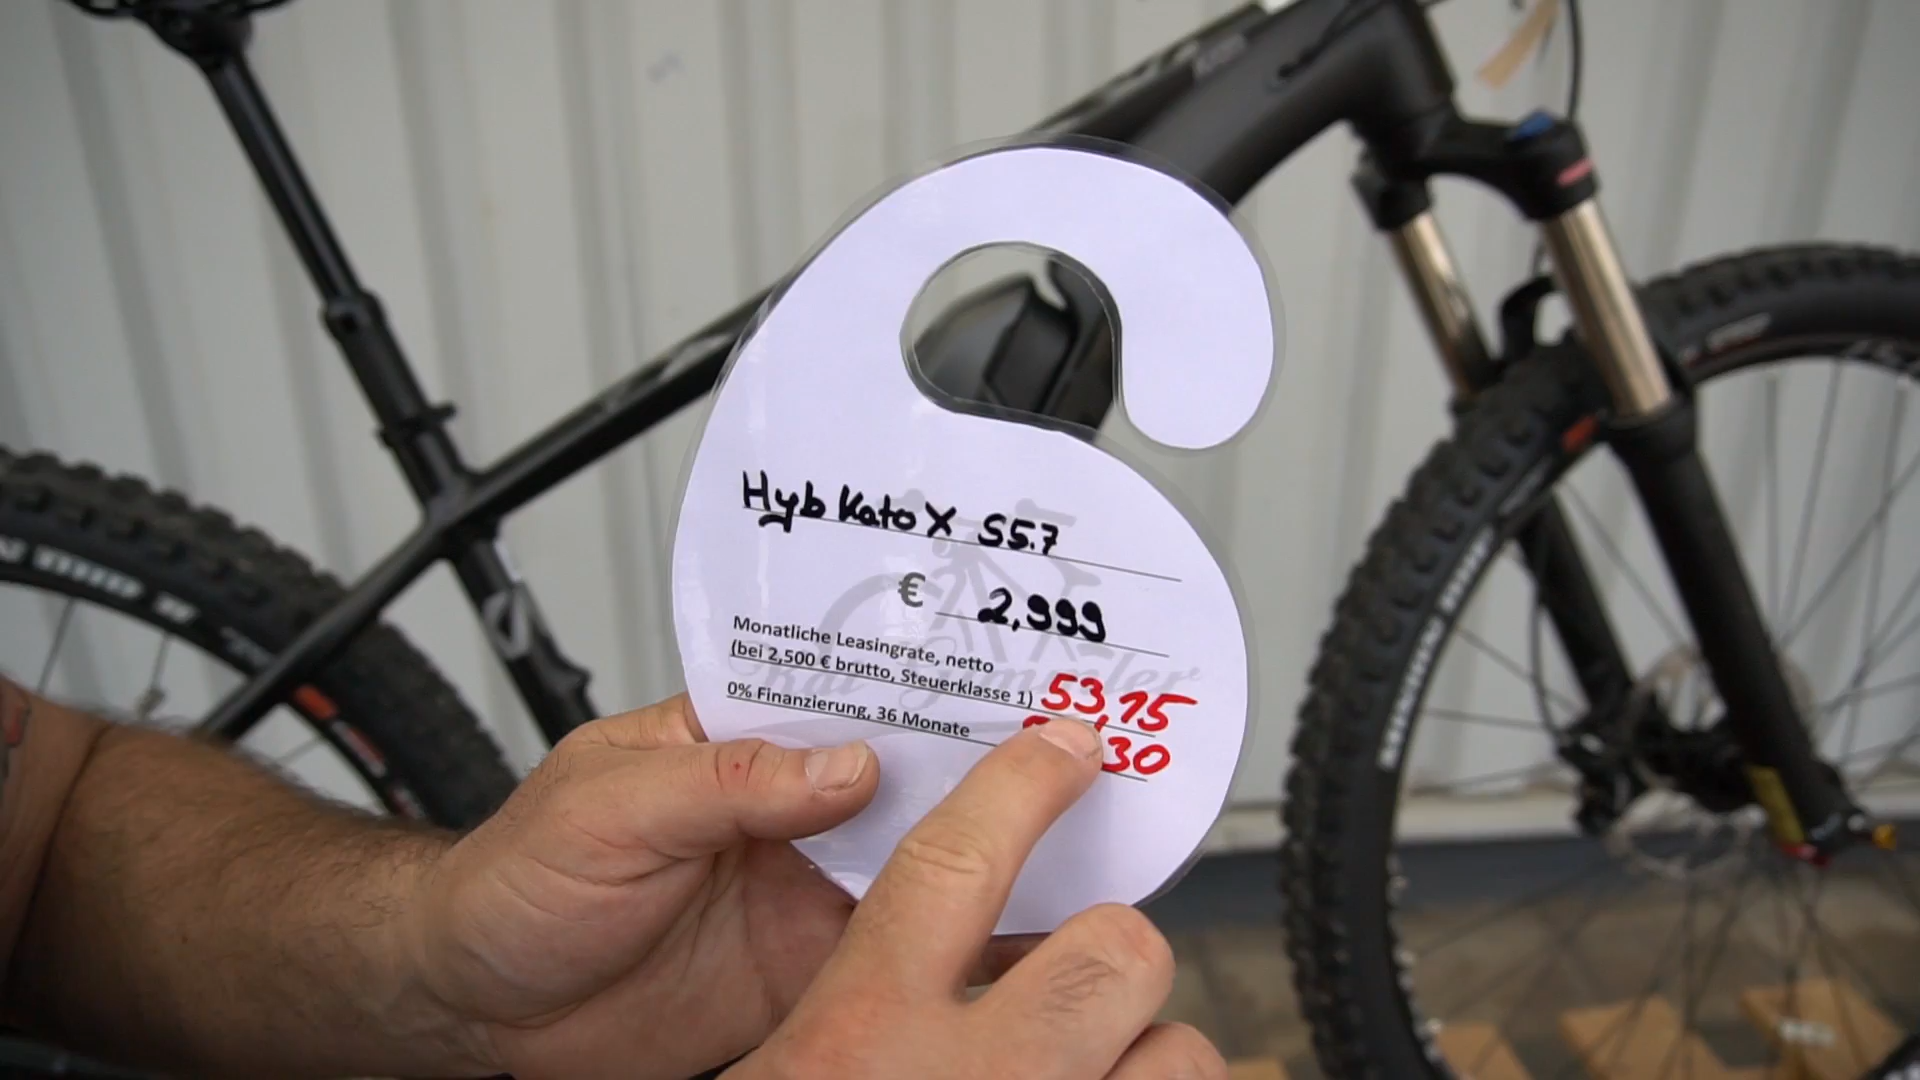 Hyb Kato X S5.7
€ 2,999
Monatliche Leasingrate, netto
(bei 2,500 € brutto, Steuerklasse 1) 53,15
0% Finanzierung, 36 Monate